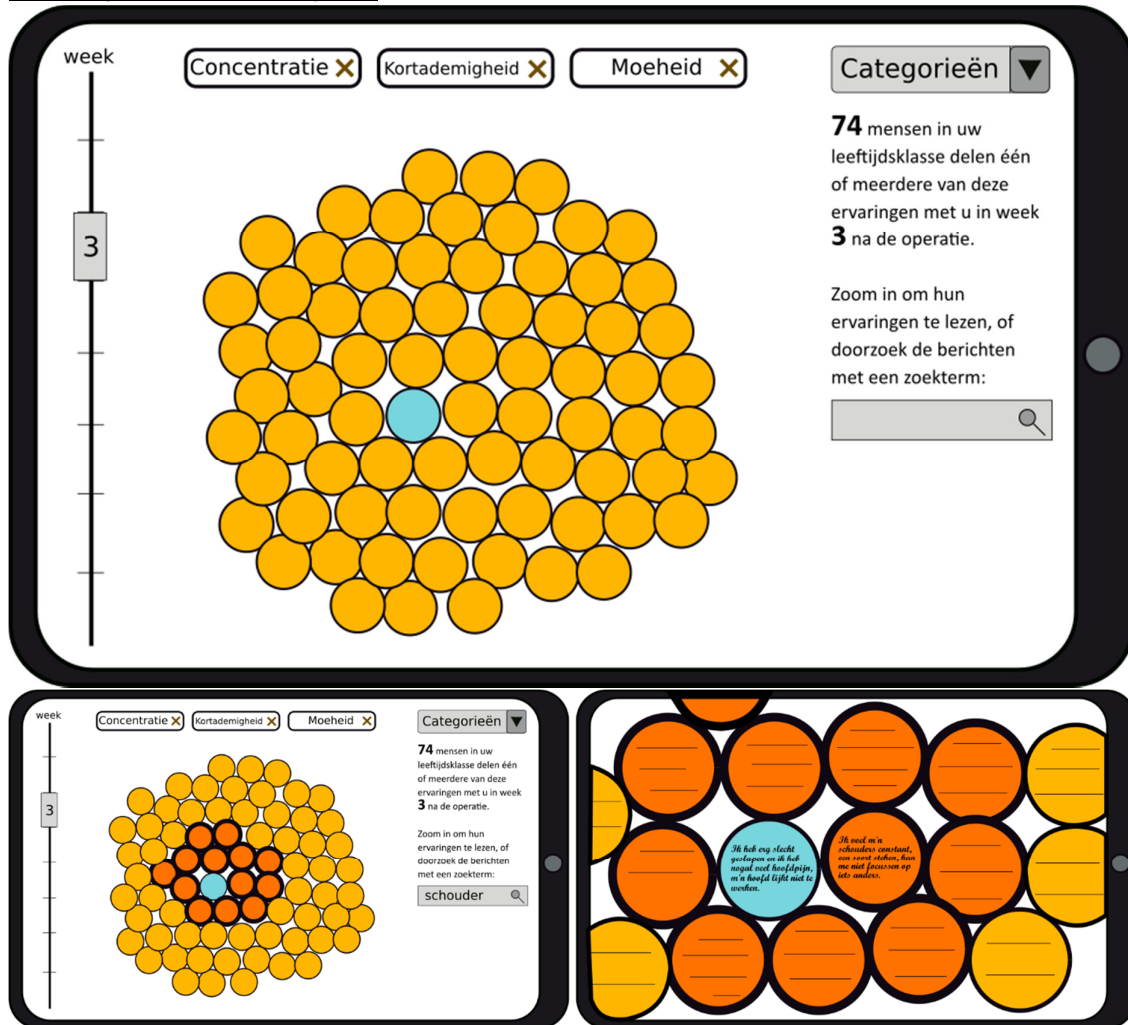 week
Concentratie
Kortademigheid
Moeheid
Categorieën
3
74 mensen in uw
leeftijdsklasse delen één
of meerdere van deze
ervaringen met u in week
3 na de operatie.
Zoom in om hun
ervaringen te lezen, of
doorzoek de berichten
met een zoekterm:
week
Concentratie
Kortademigheid
Moeheid
Categorieën
3
74 mensen in uw
leeftijdsklasse delen één
of meerdere van deze
ervaringen met u in week
3 na de operatie.
Zoom in om hun
ervaringen te lezen, of
doorzoek de berichten
met een zoekterm:
schouder
Ik heb erg slecht
geslapen en ik heb
nogal veel hoofdpijn,
m'n hoofd lijkt niet te
werken.
Ik voel m'n
schouders constant,
een soort steken, kan
me niet focussen op
iets anders.